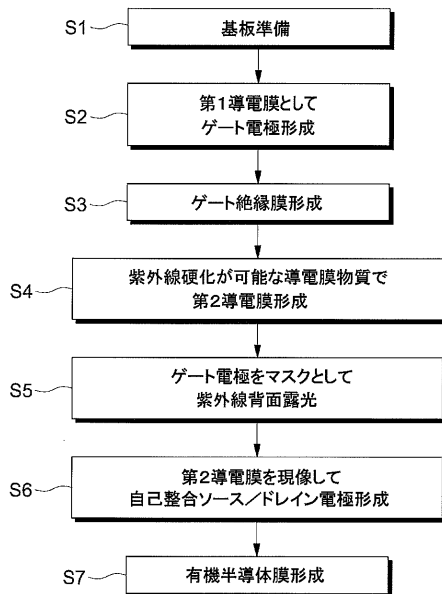 S1
基板準備
S2
第1導電膜として
ゲート電極形成
S3
ゲート絶縁膜形成
S4
紫外線硬化が可能な導電膜物質で
第2導電膜形成
S5
ゲート電極をマスクとして
紫外線背面露光
S6
第2導電膜を現像して
自己整合ソース/ドレイン電極形成
S7
有機半導体膜形成